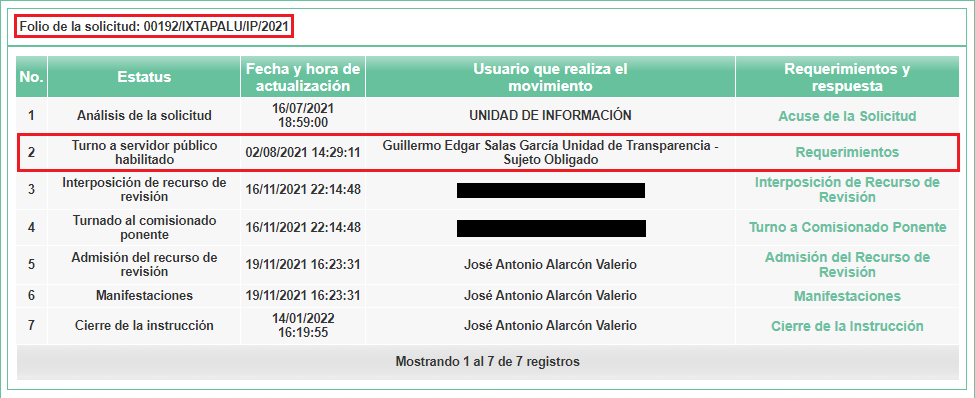 Folio de la solicitud: 00192/IXTAPALU/IP/2021
No. Estatus Fecha y hora de actualización Usuario que realiza el movimiento Requerimientos y respuesta
1 Análisis de la solicitud 16/07/2021 18:59:00 UNIDAD DE INFORMACIÓN Acuse de la Solicitud
2 Turno a servidor público habilitado 02/08/2021 14:29:11 Guillermo Edgar Salas García Unidad de Transparencia - Sujeto Obligado Requerimientos
3 Interposición de recurso de revisión 16/11/2021 22:14:48 Interposición de Recurso de Revisión
4 Turnado al comisionado ponente 16/11/2021 22:14:48 Turno a Comisionado Ponente
5 Admisión del recurso de revisión 19/11/2021 16:23:31 José Antonio Alarcón Valerio Admisión del Recurso de Revisión
6 Manifestaciones 19/11/2021 16:23:31 José Antonio Alarcón Valerio Manifestaciones
7 Cierre de la instrucción 14/01/2022 16:19:55 José Antonio Alarcón Valerio Cierre de la Instrucción
Mostrando 1 al 7 de 7 registros